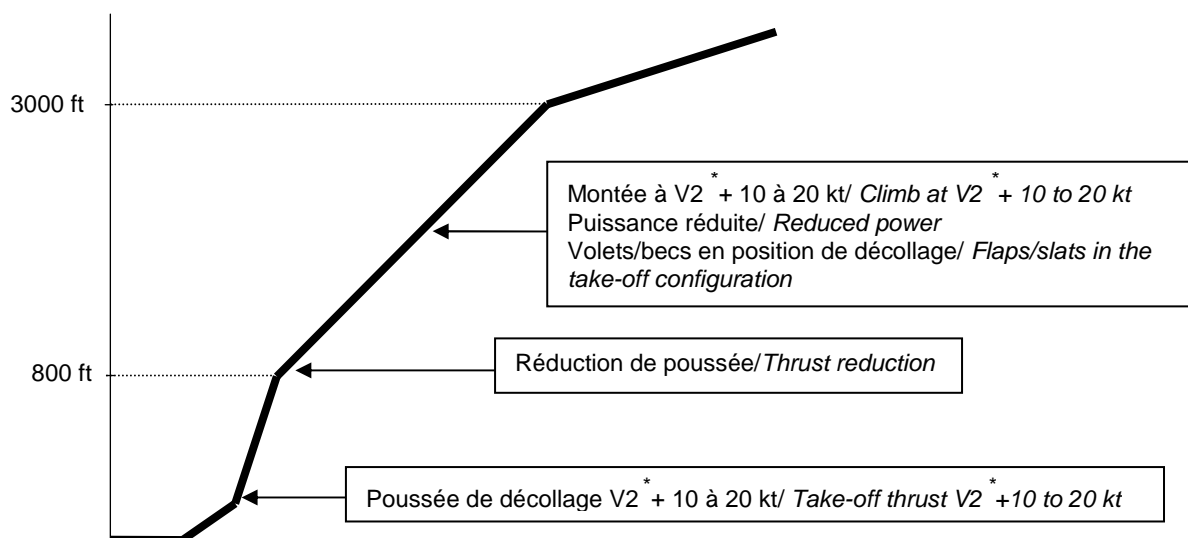 3000 ft
Montée à V2 * + 10 à 20 kt/ Climb at V2 * + 10 to 20 kt
Puissance réduite/ Reduced power
Volets/becs en position de décollage/ Flaps/slats in the
take-off configuration
Réduction de poussée/Thrust reduction
800 ft
Poussée de décollage V2 * + 10 à 20 kt/ Take-off thrust V2 * +10 to 20 kt